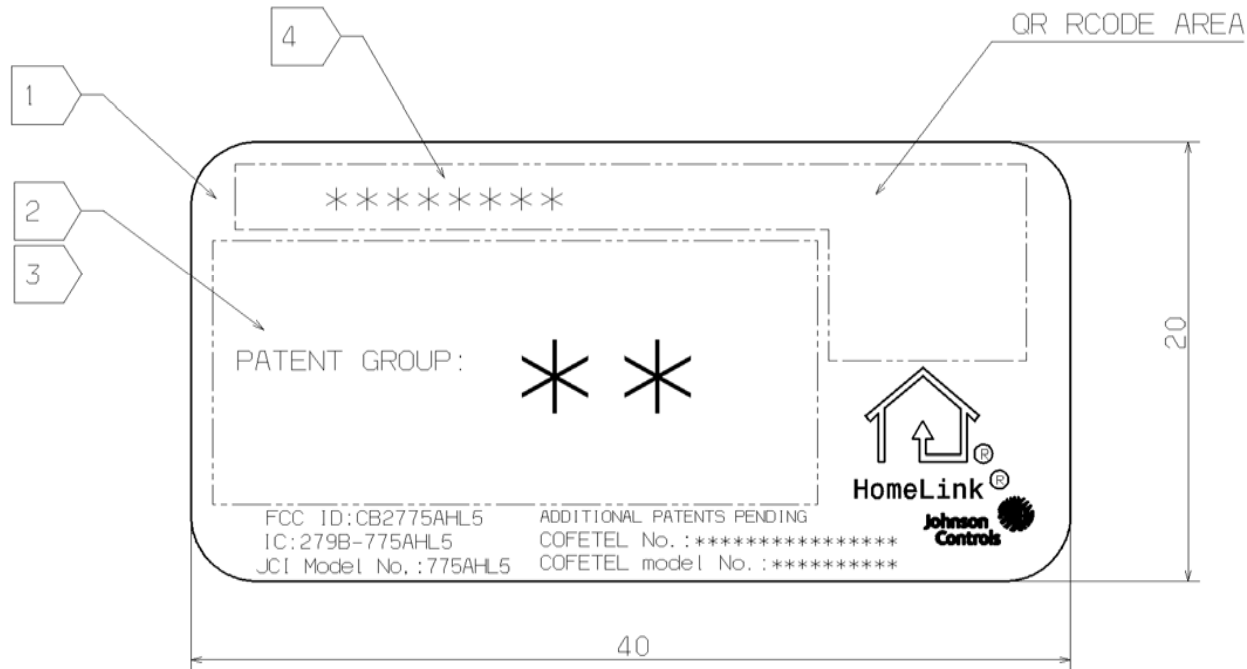 QR RCODE AREA
4
1
********
2
3
PATENT GROUP: **
20
®
HomeLink®
Johnson
Controls
FCC ID:CB2775AHL5
IC:279B-775AHL5
JCI Model No.:775AHL5
ADDITIONAL PATENTS PENDING
COFETEL No.:****************
COFETEL model No.:**********
40